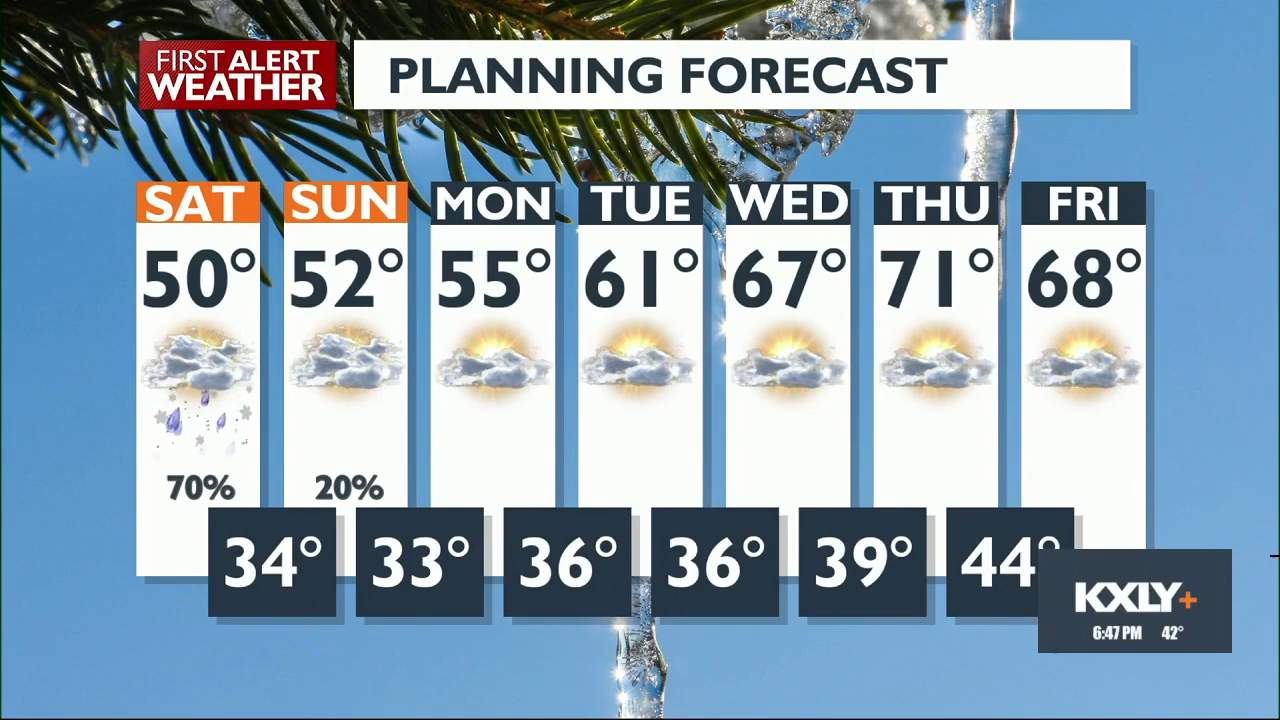 FIRST ALERT
WEATHER
PLANNING FORECAST
SAT SUN MON TUE WED THU FRI
50° 52° 55° 61° 67° 71° 68°
70% 20%
34° 33° 36° 36° 39° 44°
KXLY+
6:47 PM 42°